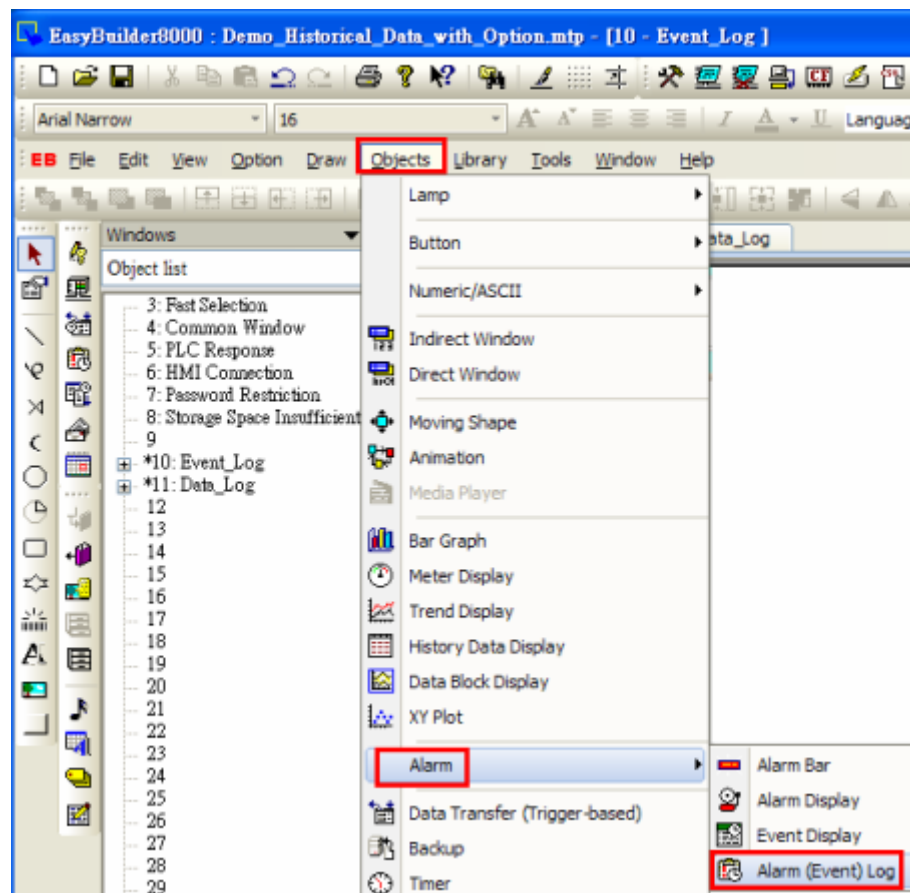 EasyBuilder8000 : Demo_Historical_Data_with_Option.mtp - [10 - Event_Log ]
Arial Narrow 16 Languag
EB File Edit View Option Draw Objects Library Tools Window Help
Windows
Object list
3: Fast Selection
4: Common Window
5: PLC Response
6: HMI Connection
7: Password Restriction
8: Storage Space Insufficient
9
*10: Event_Log
*11: Data_Log
12
13
14
15
16
17
18
19
20
21
22
23
24
25
26
27
28
29
Lamp
Button
Numeric/ASCII
Indirect Window
Direct Window
Moving Shape
Animation
Media Player
Bar Graph
Meter Display
Trend Display
History Data Display
Data Block Display
XY Plot
Alarm
Data Transfer (Trigger-based)
Backup
Timer
ata_Log
Alarm Bar
Alarm Display
Event Display
Alarm (Event) Log